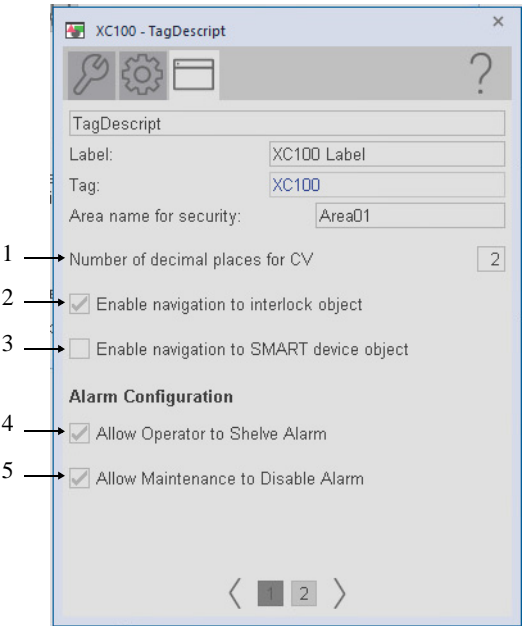 XC100 - TagDescript
TagDescript
Label: XC100 Label
Tag: XC100
Area name for security: Area01
1 Number of decimal places for CV 2
2 Enable navigation to interlock object
3 Enable navigation to SMART device object
Alarm Configuration
4 Allow Operator to Shelve Alarm
5 Allow Maintenance to Disable Alarm
1 2